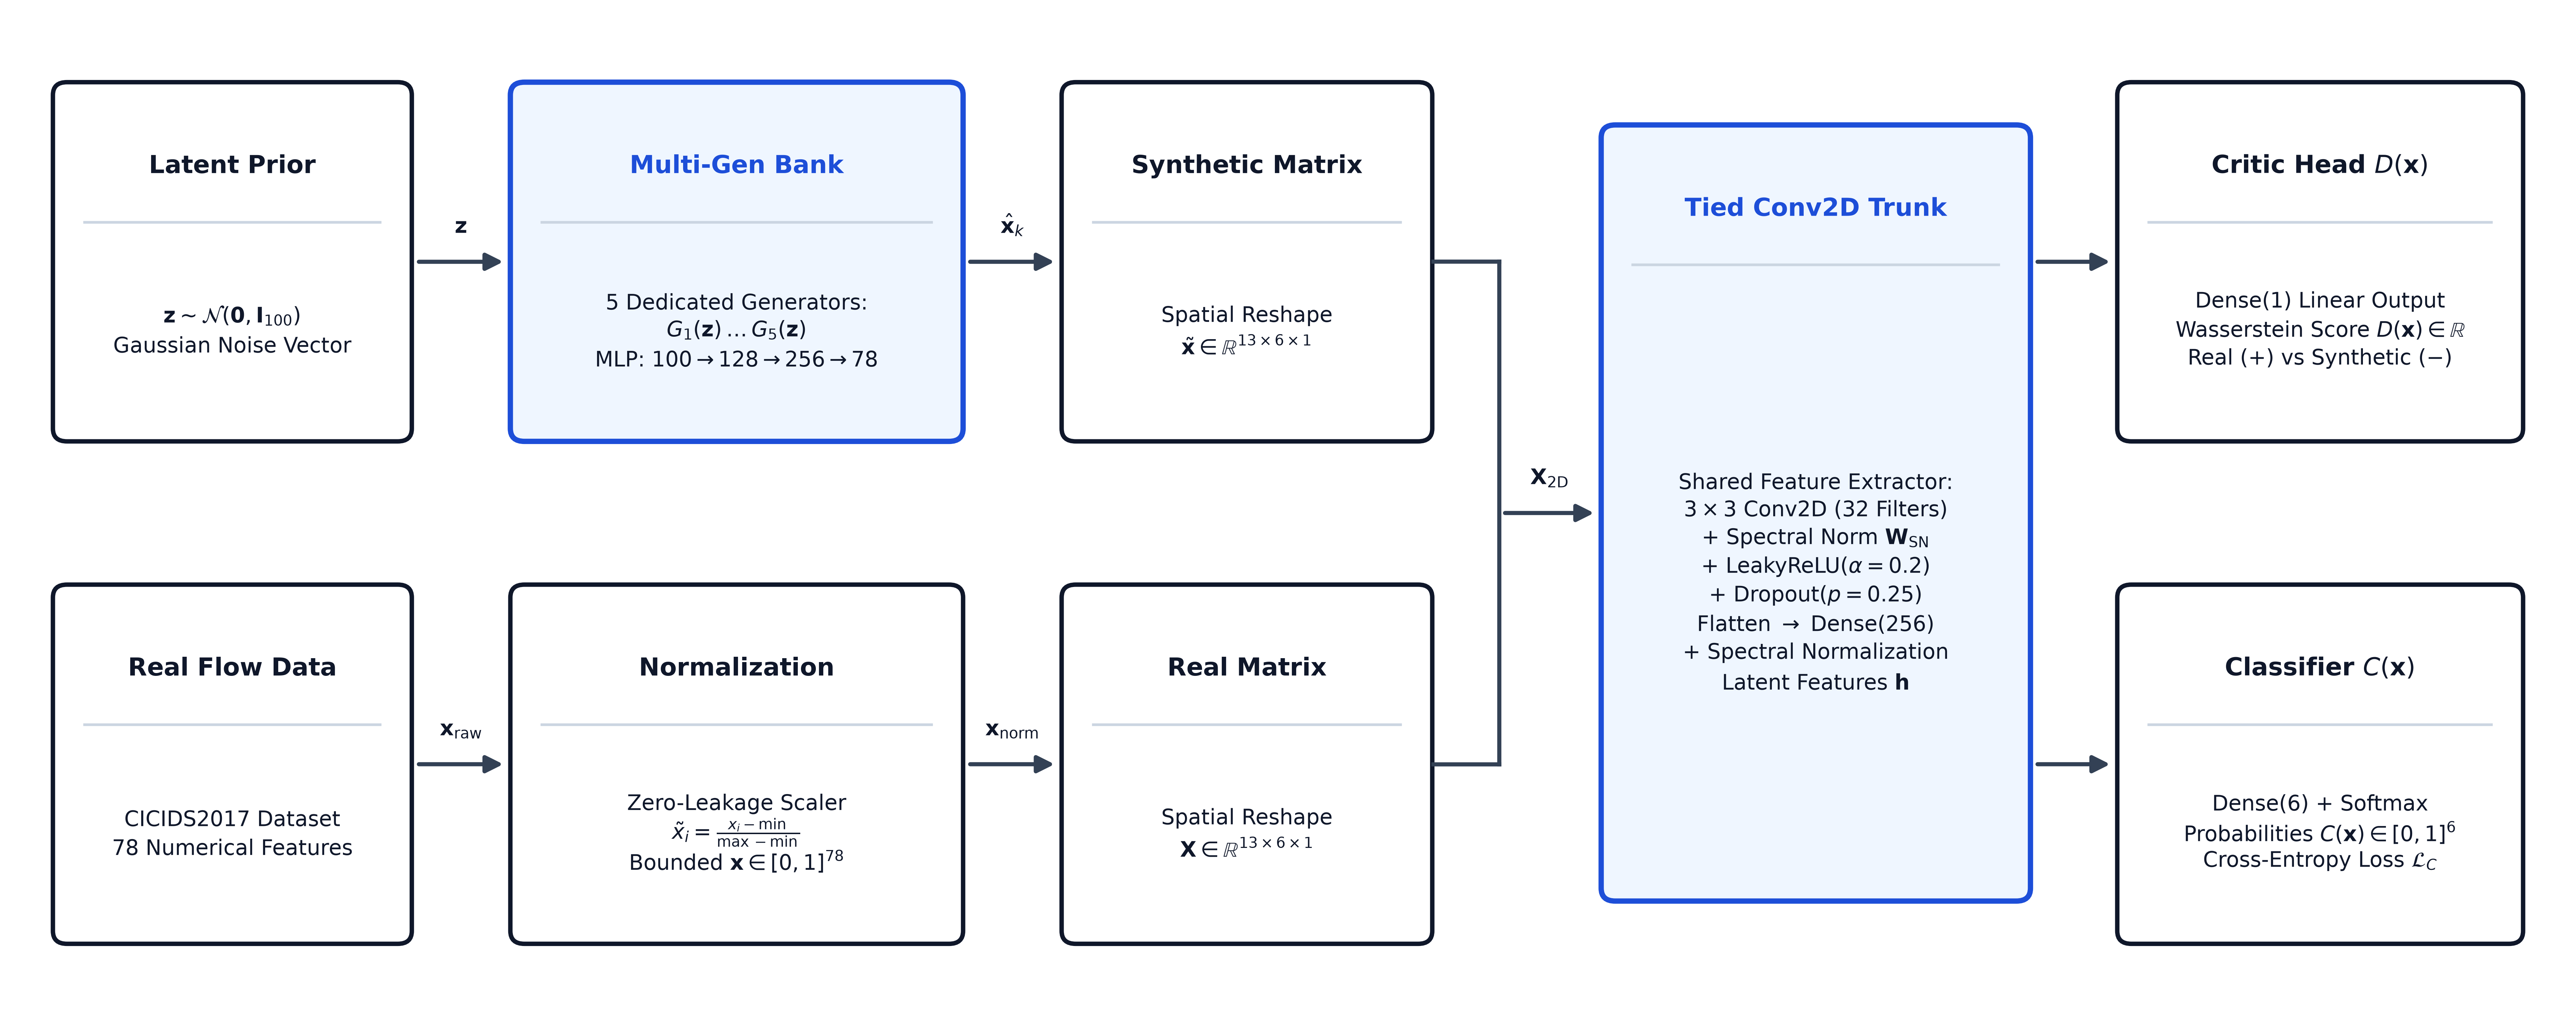 Latent Prior
z ∼ 𝒩(0, I₁₀₀)
Gaussian Noise Vector
z
Multi-Gen Bank
5 Dedicated Generators:
G₁(z) … G₅(z)
MLP: 100 → 128 → 256 → 78
x̂ₖ
Synthetic Matrix
Spatial Reshape
x̃ ∈ ℝ^{13×6×1}
Real Flow Data
CICIDS2017 Dataset
78 Numerical Features
x_raw
Normalization
Zero-Leakage Scaler
x̃ᵢ = \frac{xᵢ − min}{max − min}
Bounded x ∈ [0, 1]⁷⁸
x_norm
Real Matrix
Spatial Reshape
X ∈ ℝ^{13×6×1}
X_{2D}
Tied Conv2D Trunk
Shared Feature Extractor:
3 × 3 Conv2D (32 Filters)
+ Spectral Norm W_{SN}
+ LeakyReLU(α = 0.2)
+ Dropout(p = 0.25)
Flatten → Dense(256)
+ Spectral Normalization
Latent Features h
Critic Head D(x)
Dense(1) Linear Output
Wasserstein Score D(x) ∈ ℝ
Real (+) vs Synthetic (−)
Classifier C(x)
Dense(6) + Softmax
Probabilities C(x) ∈ [0, 1]⁶
Cross-Entropy Loss ℒ_C